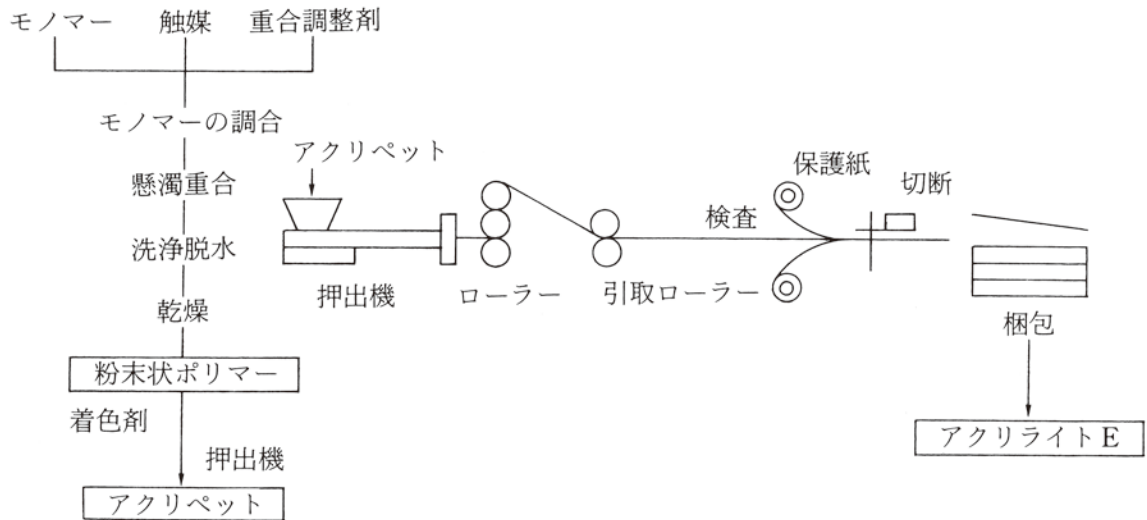 モノマー 触媒 重合調整剤
モノマーの調合
懸濁重合
洗浄脱水
乾燥
粉末状ポリマー
着色剤
押出機
アクリペット
アクリペット
押出機
ローラー
引取ローラー
検査
保護紙
切断
梱包
アクリライトE